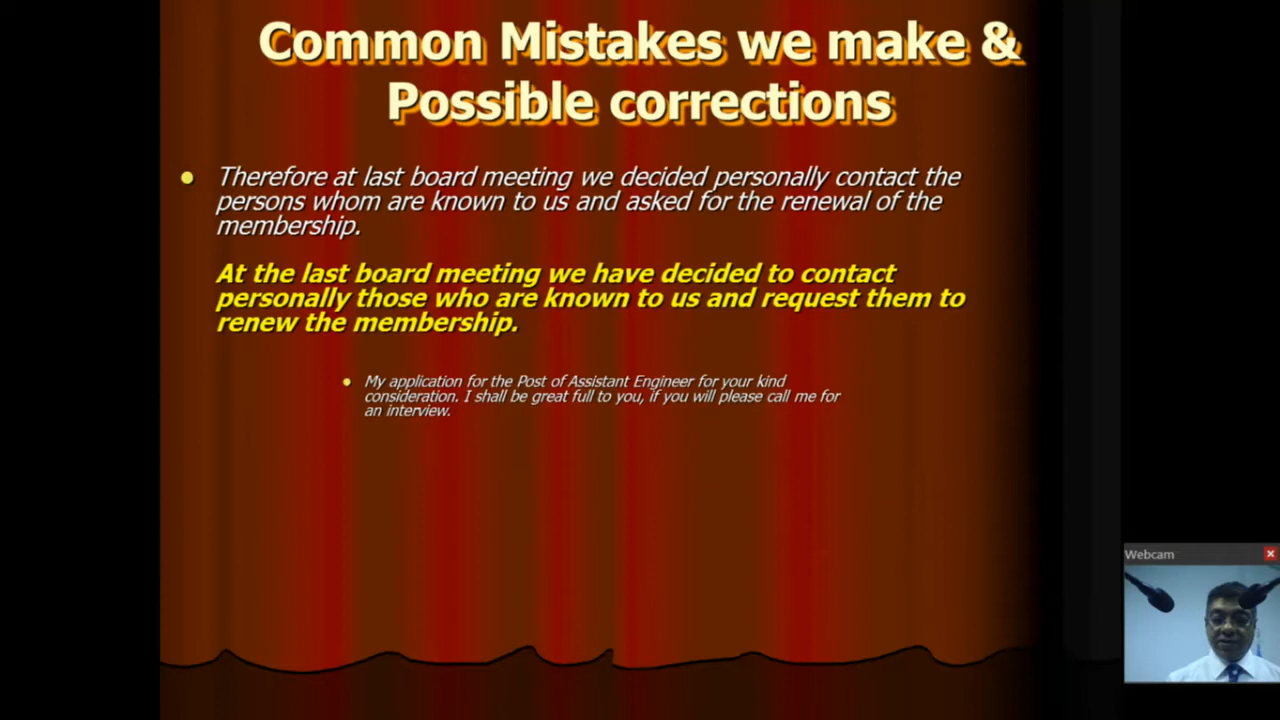 Common Mistakes we make &
Possible corrections
Therefore at last board meeting we decided personally contact the
persons whom are known to us and asked for the renewal of the
membership.
At the last board meeting we have decided to contact
personally those who are known to us and request them to
renew the membership.
My application for the Post of Assistant Engineer for your kind
consideration. I shall be great full to you, if you will please call me for
an interview.
Webcam